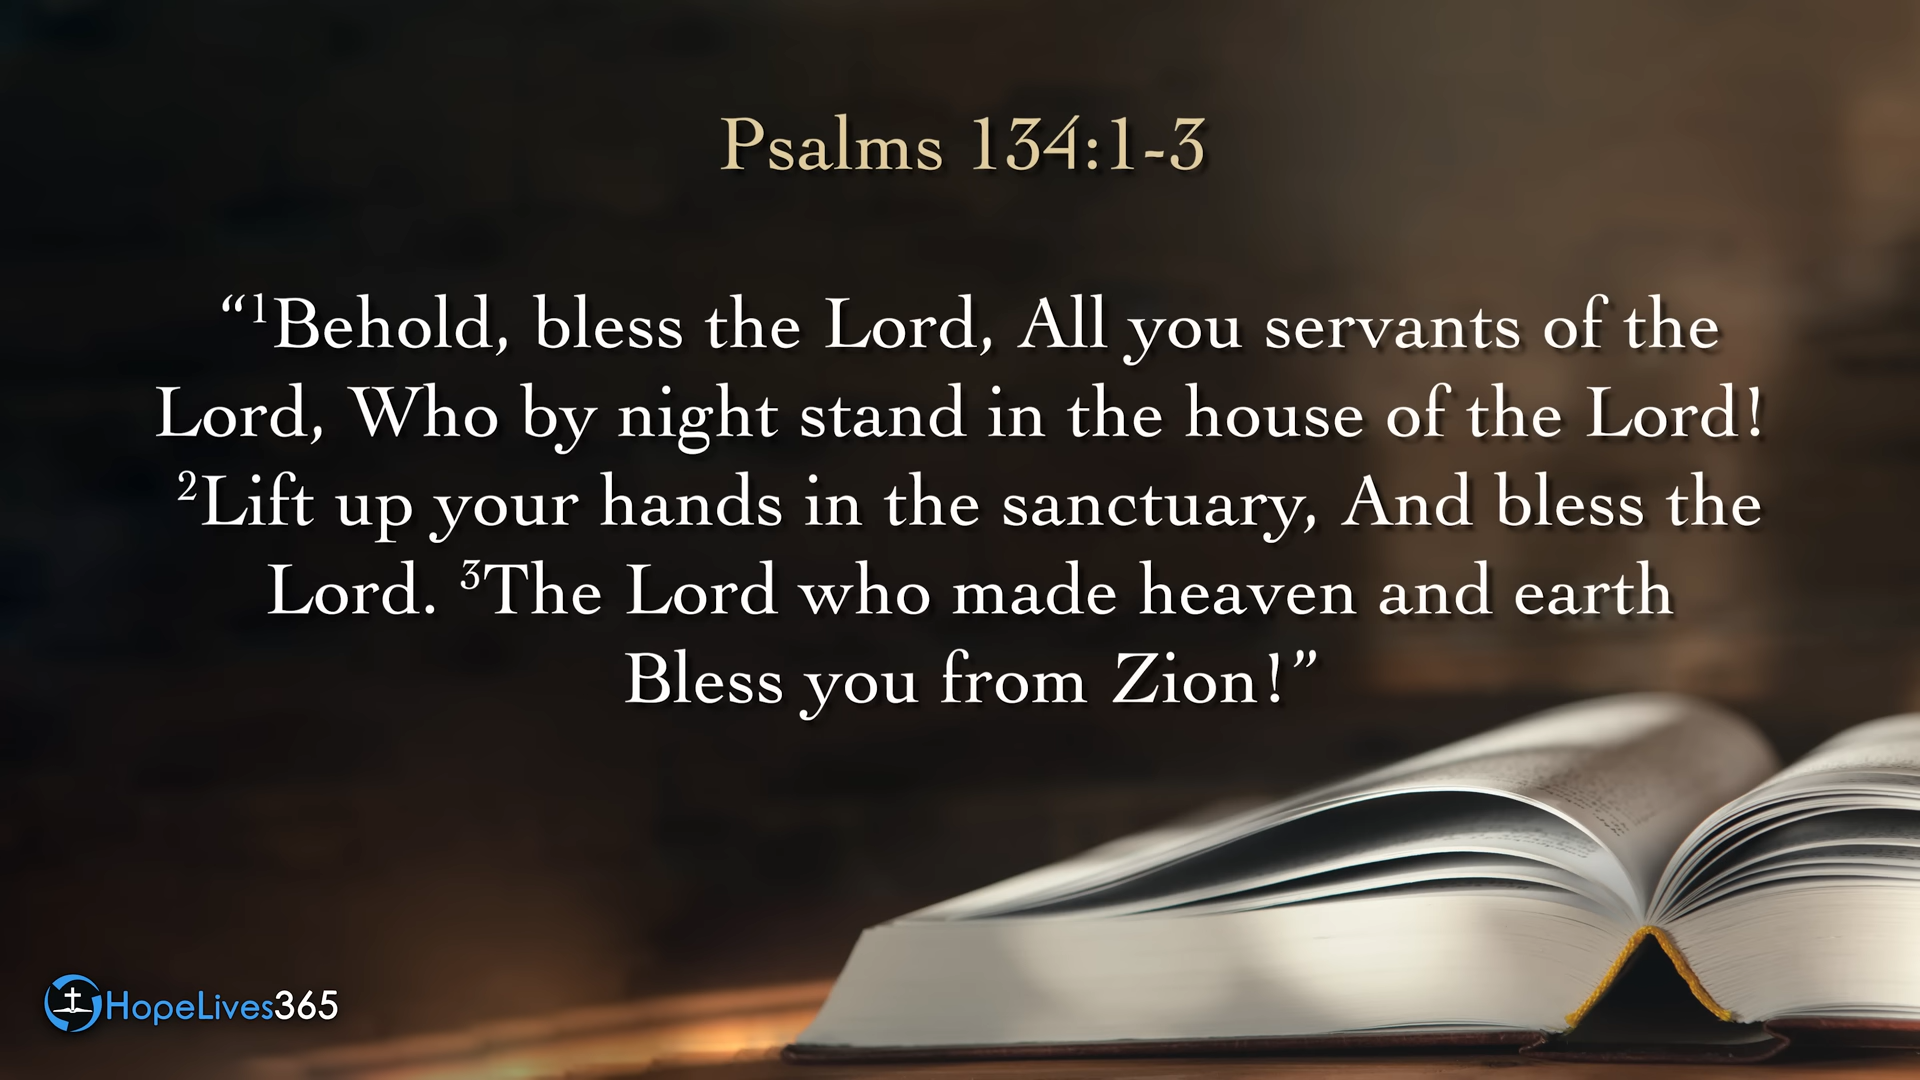 Psalms 134:1-3
“¹Behold, bless the Lord, All you servants of the
Lord, Who by night stand in the house of the Lord!
²Lift up your hands in the sanctuary, And bless the
Lord. ³The Lord who made heaven and earth
Bless you from Zion!”
HopeLives365